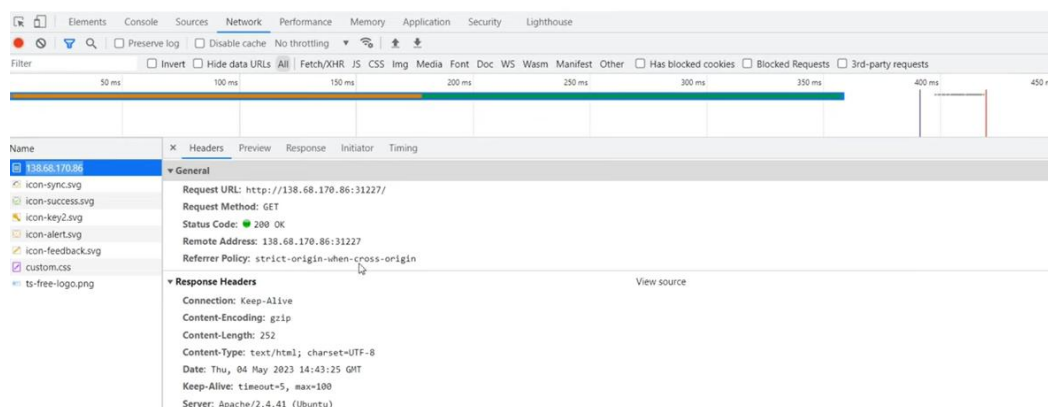 Elements Console Sources Network Performance Memory Application Security Lighthouse
Preserve log Disable cache No throttling
Filter Invert Hide data URLs All Fetch/XHR JS CSS Img Media Font Doc WS Wasm Manifest Other Has blocked cookies Blocked Requests 3rd-party requests
50 ms 100 ms 150 ms 200 ms 250 ms 300 ms 350 ms 400 ms 450 m
Name × Headers Preview Response Initiator Timing
138.68.170.86
icon-sync.svg
icon-success.svg
icon-key2.svg
icon-alert.svg
icon-feedback.svg
custom.css
ts-free-logo.png
▼ General
Request URL: http://138.68.170.86:31227/
Request Method: GET
Status Code: 200 OK
Remote Address: 138.68.170.86:31227
Referrer Policy: strict-origin-when-cross-origin
▼ Response Headers View source
Connection: Keep-Alive
Content-Encoding: gzip
Content-Length: 252
Content-Type: text/html; charset=UTF-8
Date: Thu, 04 May 2023 14:43:25 GMT
Keep-Alive: timeout=5, max=100
Server: Apache/2.4.41 (Ubuntu)